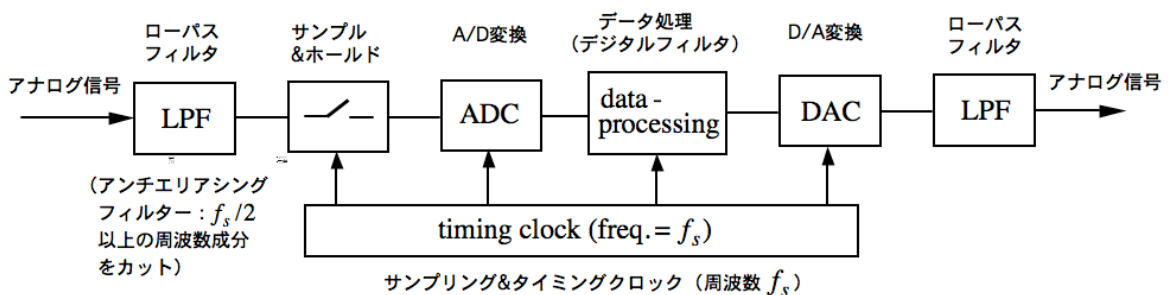 ローパス
フィルタ
サンプル
&ホールド
A/D変換
データ処理
（デジタルフィルタ）
D/A変換
ローパス
フィルタ
アナログ信号
LPF
ADC
data -
processing
DAC
LPF
アナログ信号
（アンチエリアシング
フィルター：fs/2
以上の周波数成分
をカット）
timing clock (freq. = fs)
サンプリング&タイミングクロック（周波数 fs）